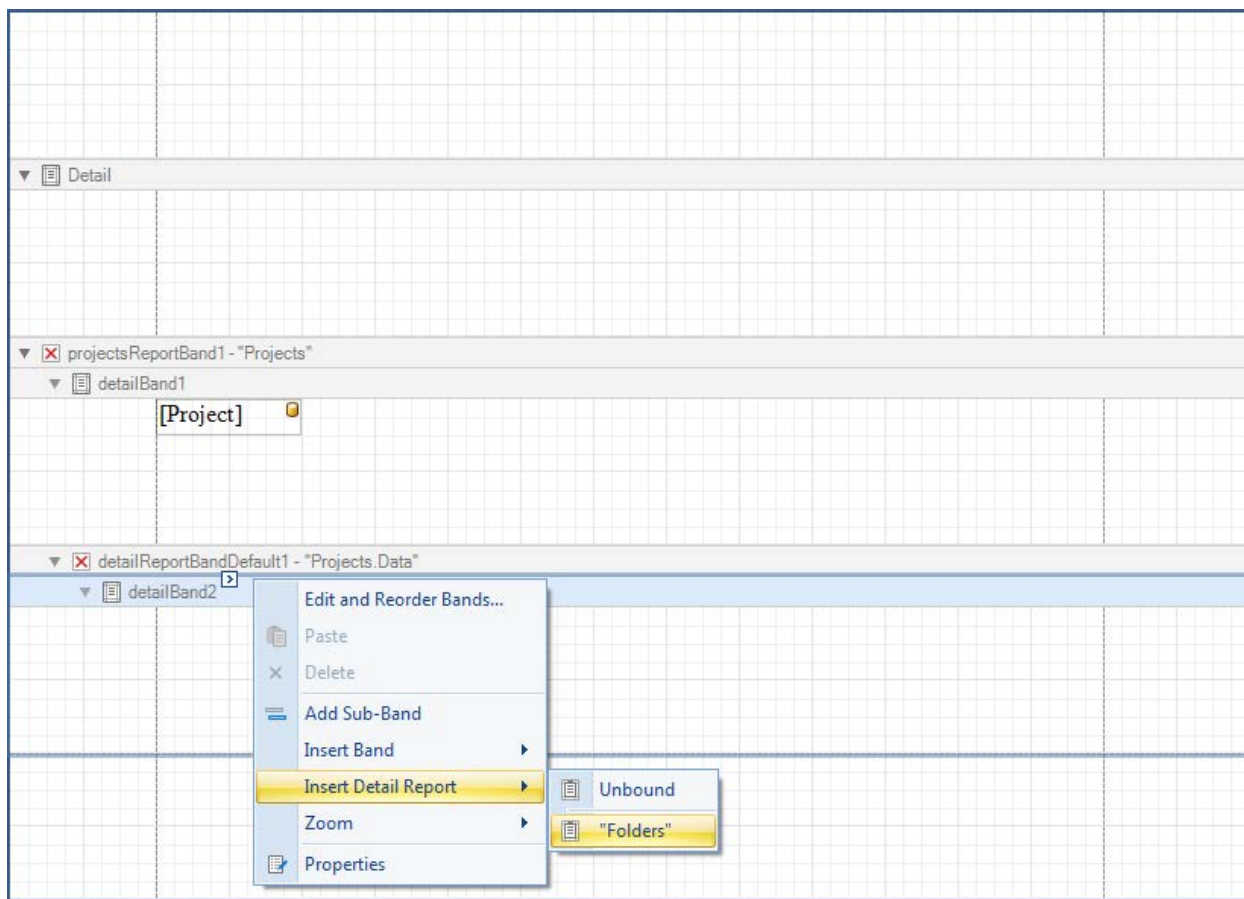 Detail
projectsReportBand1 - "Projects"
detailBand1
[Project]
detailReportBandDefault1 - "Projects.Data"
detailBand2
Edit and Reorder Bands...
Paste
Delete
Add Sub-Band
Insert Band
Insert Detail Report
Unbound
Zoom
"Folders"
Properties